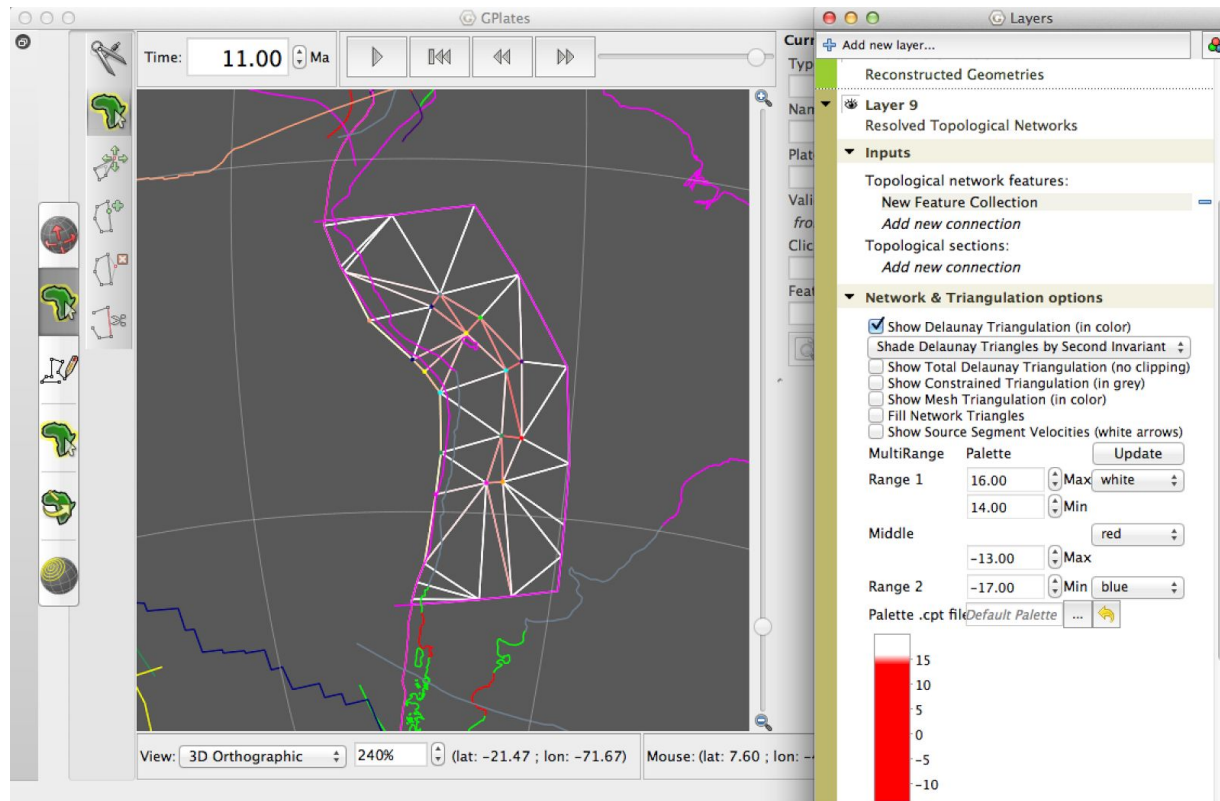 GPlates
Layers
Time: 11.00 Ma
Add new layer...
Reconstructed Geometries
Layer 9
Resolved Topological Networks
Inputs
Topological network features:
New Feature Collection
Add new connection
Topological sections:
Add new connection
Network & Triangulation options
Show Delaunay Triangulation (in color)
Shade Delaunay Triangles by Second Invariant
Show Total Delaunay Triangulation (no clipping)
Show Constrained Triangulation (in grey)
Show Mesh Triangulation (in color)
Fill Network Triangles
Show Source Segment Velocities (white arrows)
MultiRange Palette Update
Range 1 16.00 Max white
14.00 Min
Middle red
-13.00 Max
Range 2 -17.00 Min blue
Palette .cpt file Default Palette ...
15
10
5
0
-5
-10
View: 3D Orthographic 240% (lat: -21.47 ; lon: -71.67) Mouse: (lat: 7.60 ; lon: